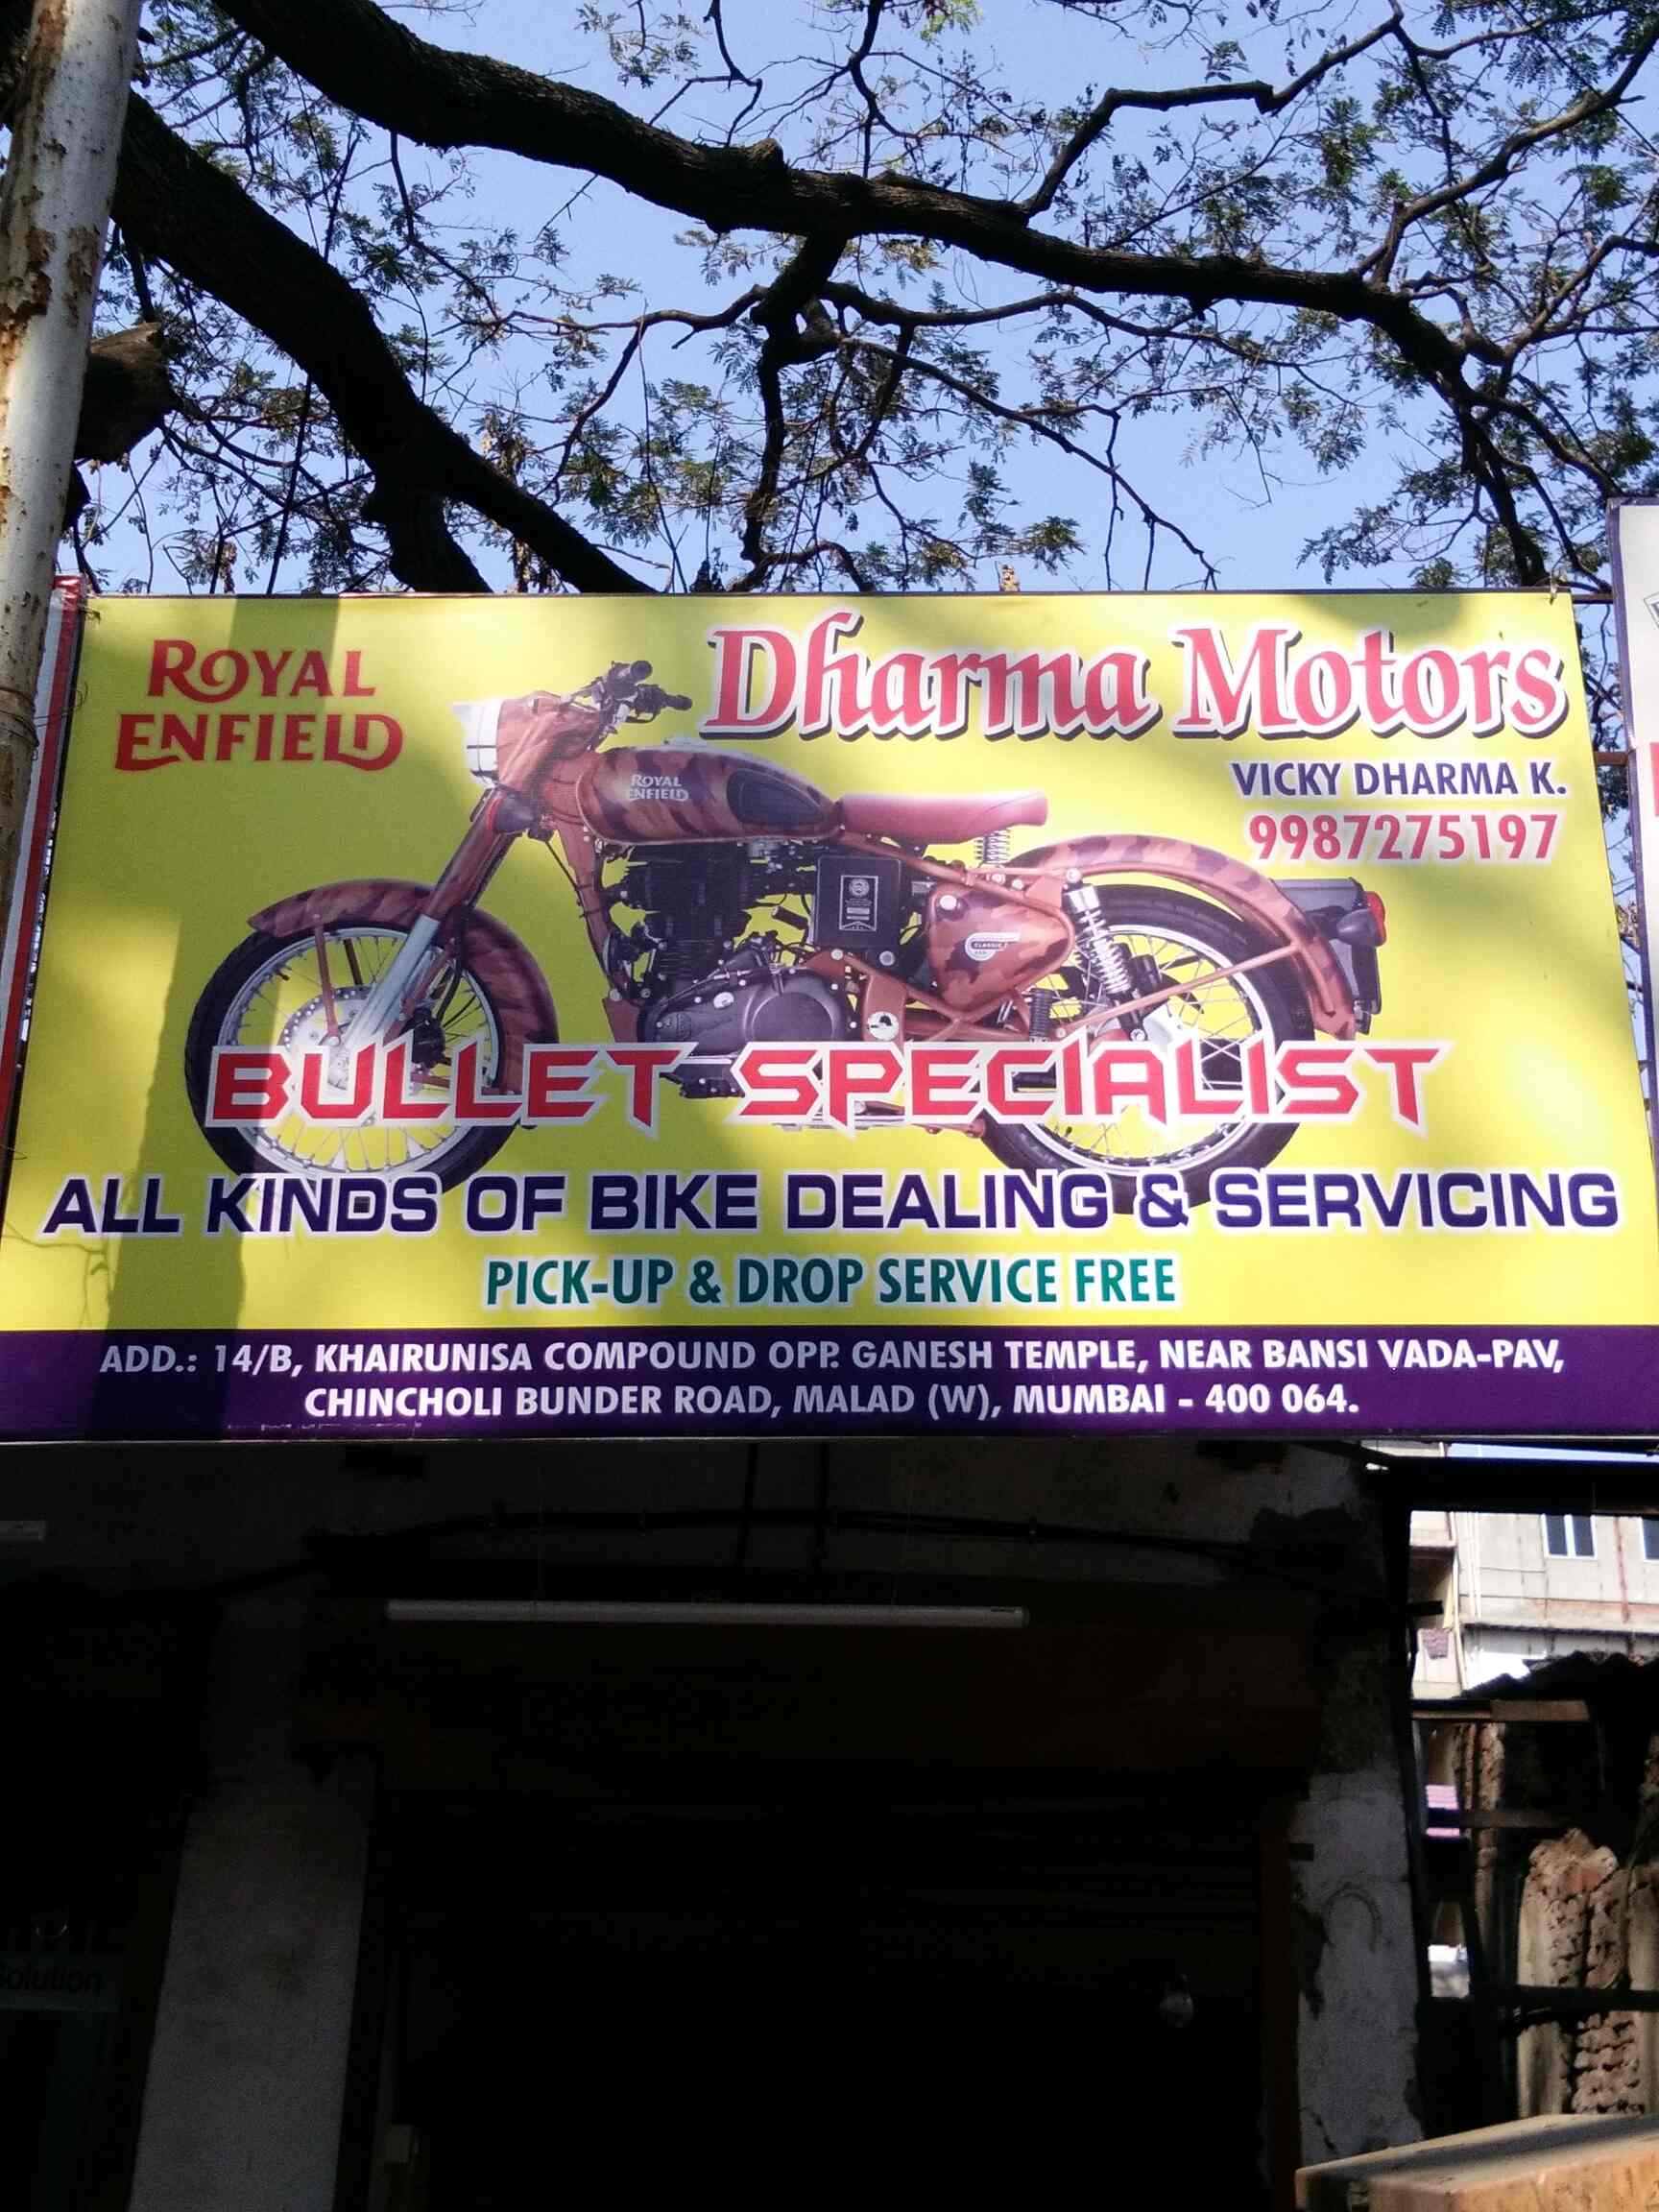 ROYAL
ENFIELD
Dharma Motors
VICKY DHARMA K.
9987275197
ROYAL
ENFIELD
CLASSIC
BULLET SPECIALIST
ALL KINDS OF BIKE DEALING & SERVICING
PICK-UP & DROP SERVICE FREE
ADD.: 14/B, KHAIRUNISA COMPOUND OPP. GANESH TEMPLE, NEAR BANSI VADA-PAV,
CHINCHOLI BUNDER ROAD, MALAD (W), MUMBAI - 400 064.
Solution